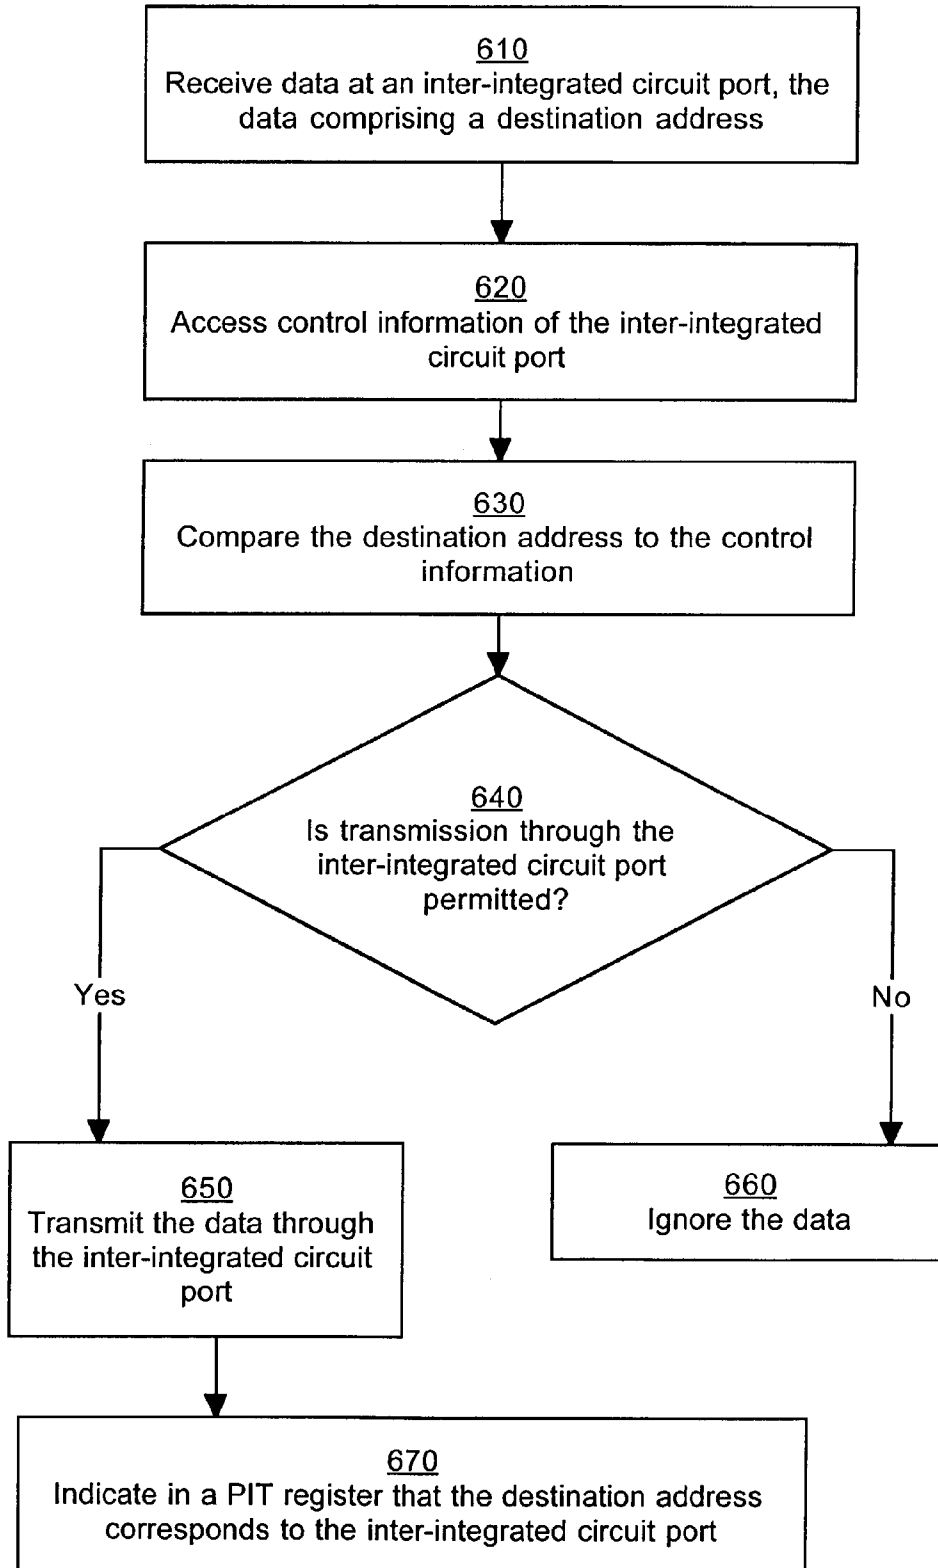 610
Receive data at an inter-integrated circuit port, the
data comprising a destination address
620
Access control information of the inter-integrated
circuit port
630
Compare the destination address to the control
information
640
Is transmission through the
inter-integrated circuit port
permitted?
Yes
No
650
Transmit the data through
the inter-integrated circuit
port
660
Ignore the data
670
Indicate in a PIT register that the destination address
corresponds to the inter-integrated circuit port